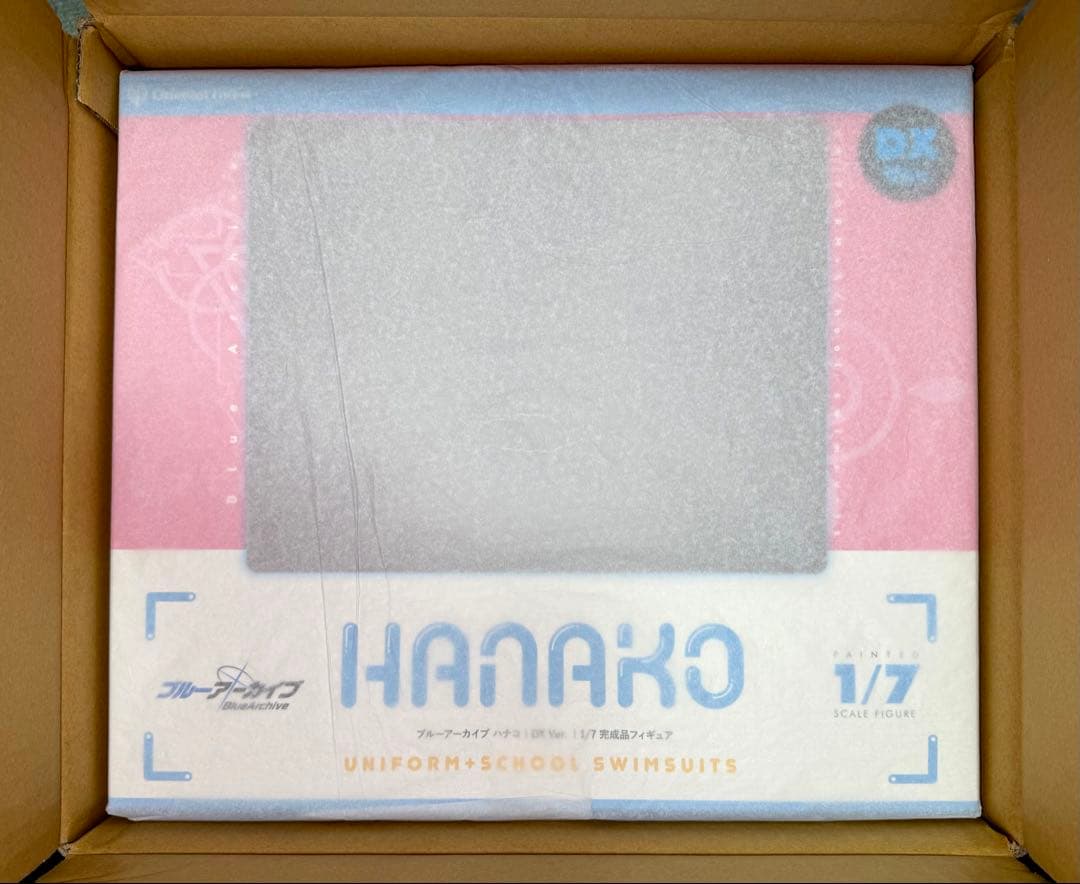 DX
Blue Archive
HANAKO
ブルーアーカイブ
BlueArchive
PAINTED
1/7
SCALE FIGURE
ブルーアーカイブ ハナコ | DX Ver. | 1/7 完成品フィギュア
UNIFORM+SCHOOL SWIMSUITS